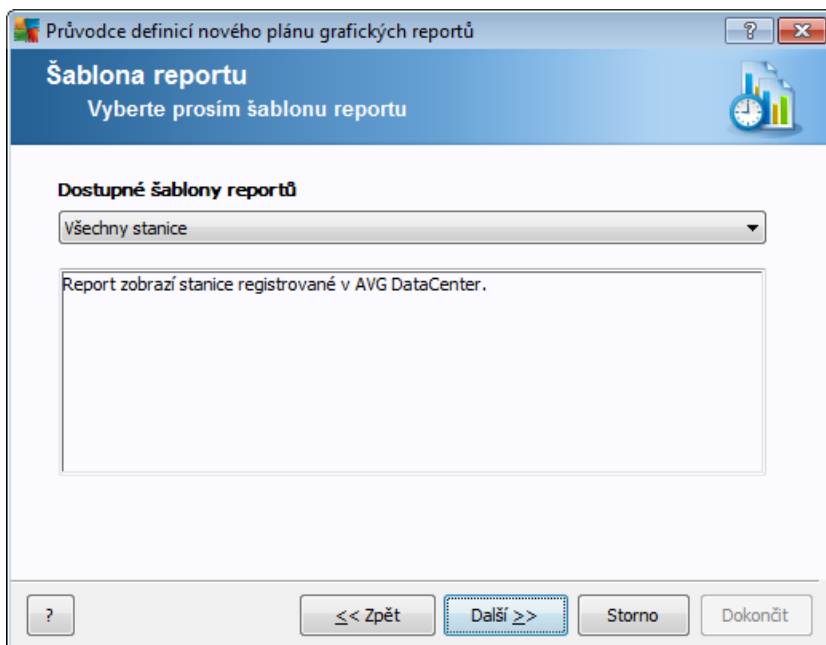 Průvodce definicí nového plánu grafických reportů
Šablona reportu
Vyberte prosím šablonu reportu
Dostupné šablony reportů
Všechny stanice
Report zobrazí stanice registrované v AVG DataCenter.
?
<< Zpět
Další >>
Storno
Dokončit